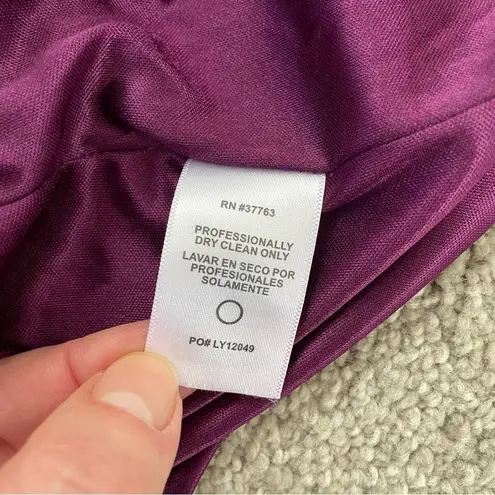 RN #37763
PROFESSIONALLY
DRY CLEAN ONLY
LAVAR EN SECO POR
PROFESIONALES
SOLAMENTE
PO# LY12049